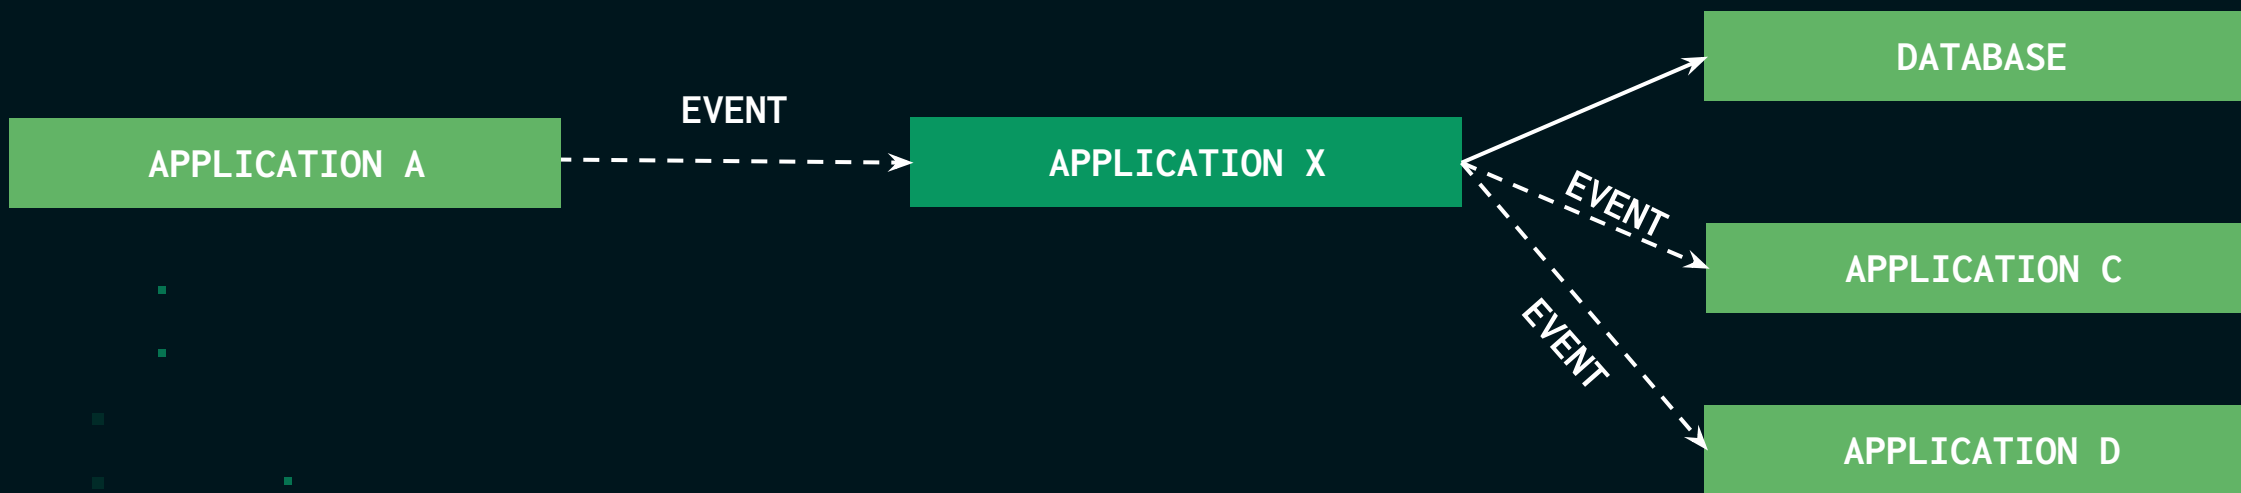 DATABASE
EVENT
APPLICATION A
APPLICATION X
EVENT
APPLICATION C
EVENT
APPLICATION D